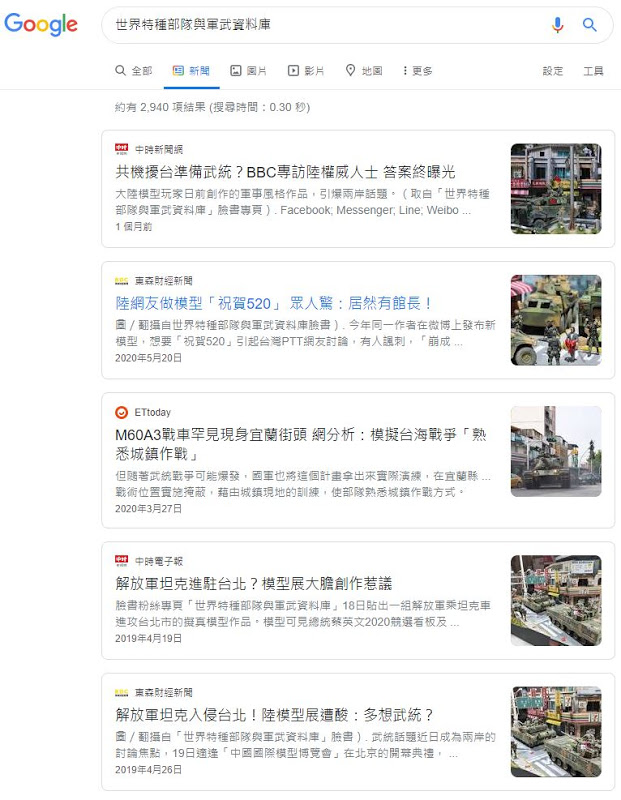 Google
世界特種部隊與軍武資料庫
全部 新聞 圖片 影片 地圖 更多 設定 工具
約有 2,940 項結果 (搜尋時間：0.30 秒)
中時新聞網
共機擾台準備武統？BBC專訪陸權威人士 答案終曝光
大陸模型玩家日前創作的軍事風格作品，引爆兩岸話題。（取自「世界特種
部隊與軍武資料庫」臉書專頁）. Facebook; Messenger; Line; Weibo ...
1 個月前
東森財經新聞
陸網友做模型「祝賀520」 眾人驚：居然有館長！
圖／翻攝自世界特種部隊與軍武資料庫臉書）. 今年同一作者在微博上發布新
模型，想要「祝賀520」引起台灣PTT網友討論，有人諷刺，「崩成 ...
2020年5月20日
ETtoday
M60A3戰車罕見現身宜蘭街頭 網分析：模擬台海戰爭「熟
悉城鎮作戰」
但隨著武統戰爭可能爆發，國軍也將這個計畫拿出來實際演練，在宜蘭縣 ...
戰術位置實施掩蔽，藉由城鎮現地的訓練，使部隊熟悉城鎮作戰方式。
2020年3月27日
中時電子報
解放軍坦克進駐台北？模型展大膽創作惹議
臉書粉絲專頁「世界特種部隊與軍武資料庫」18日貼出一組解放軍乘坦克車
進攻台北市的擬真模型作品。模型可見總統蔡英文2020競選看板及 ...
2019年4月19日
東森財經新聞
解放軍坦克入侵台北！陸模型展遭酸：多想武統？
圖／翻攝自「世界特種部隊與軍武資料庫」臉書）. 武統話題近日成為兩岸的
討論焦點，19日適逢「中國國際模型博覽會」在北京的開幕典禮， ...
2019年4月26日